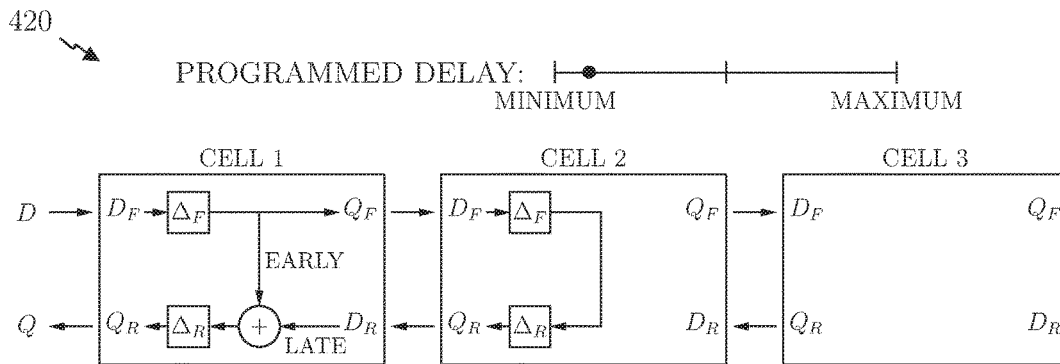 420
PROGRAMMED DELAY:
MINIMUM MAXIMUM
CELL 1 CELL 2 CELL 3
D D_F Δ_F Q_F D_F Δ_F Q_F D_F Q_F
EARLY
Q Q_R Δ_R + D_R Q_R Δ_R D_R Q_R D_R
LATE